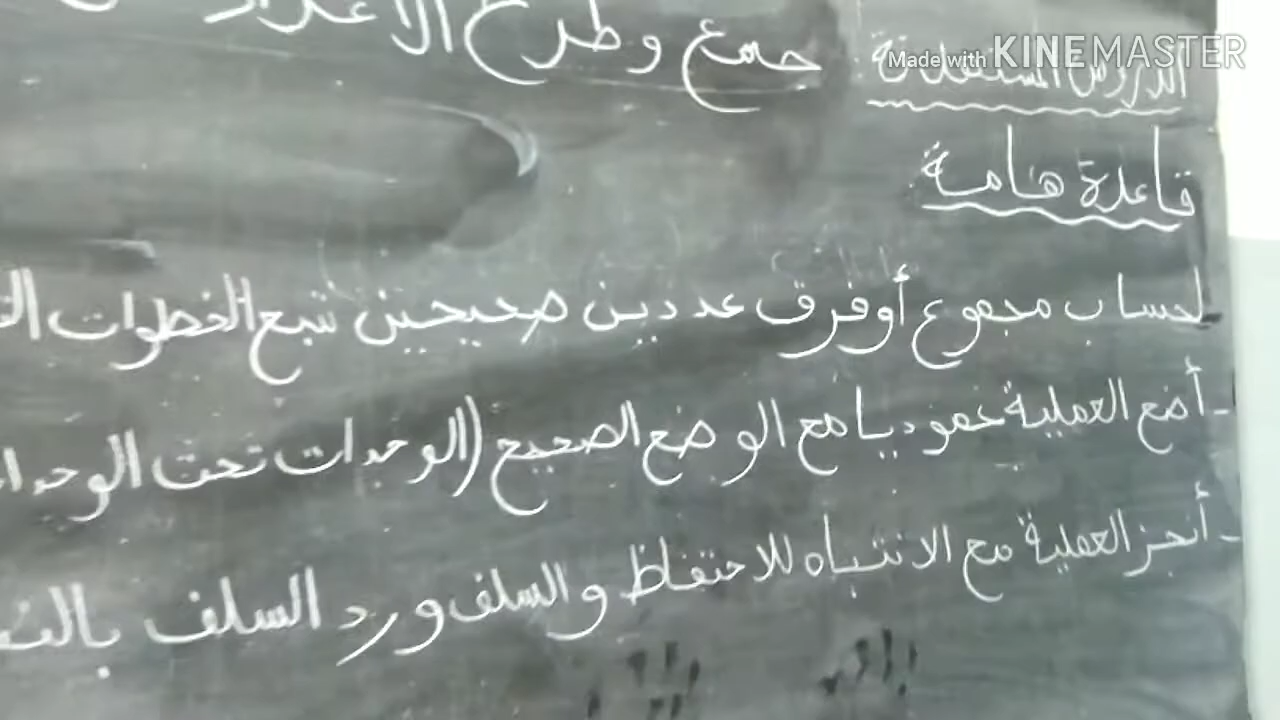 Made with KINEMASTER
جمع وطرح الأعداد
قاعدة هامة
لحساب مجموع أو فرق عددين صحيحين نتبع الخطوات
- أضع العملية عموديا مع الوضع الصحيح (الوحدات تحت
- أنجز العملية مع الانتباه للاحتفاظ والسلف ورد السلف